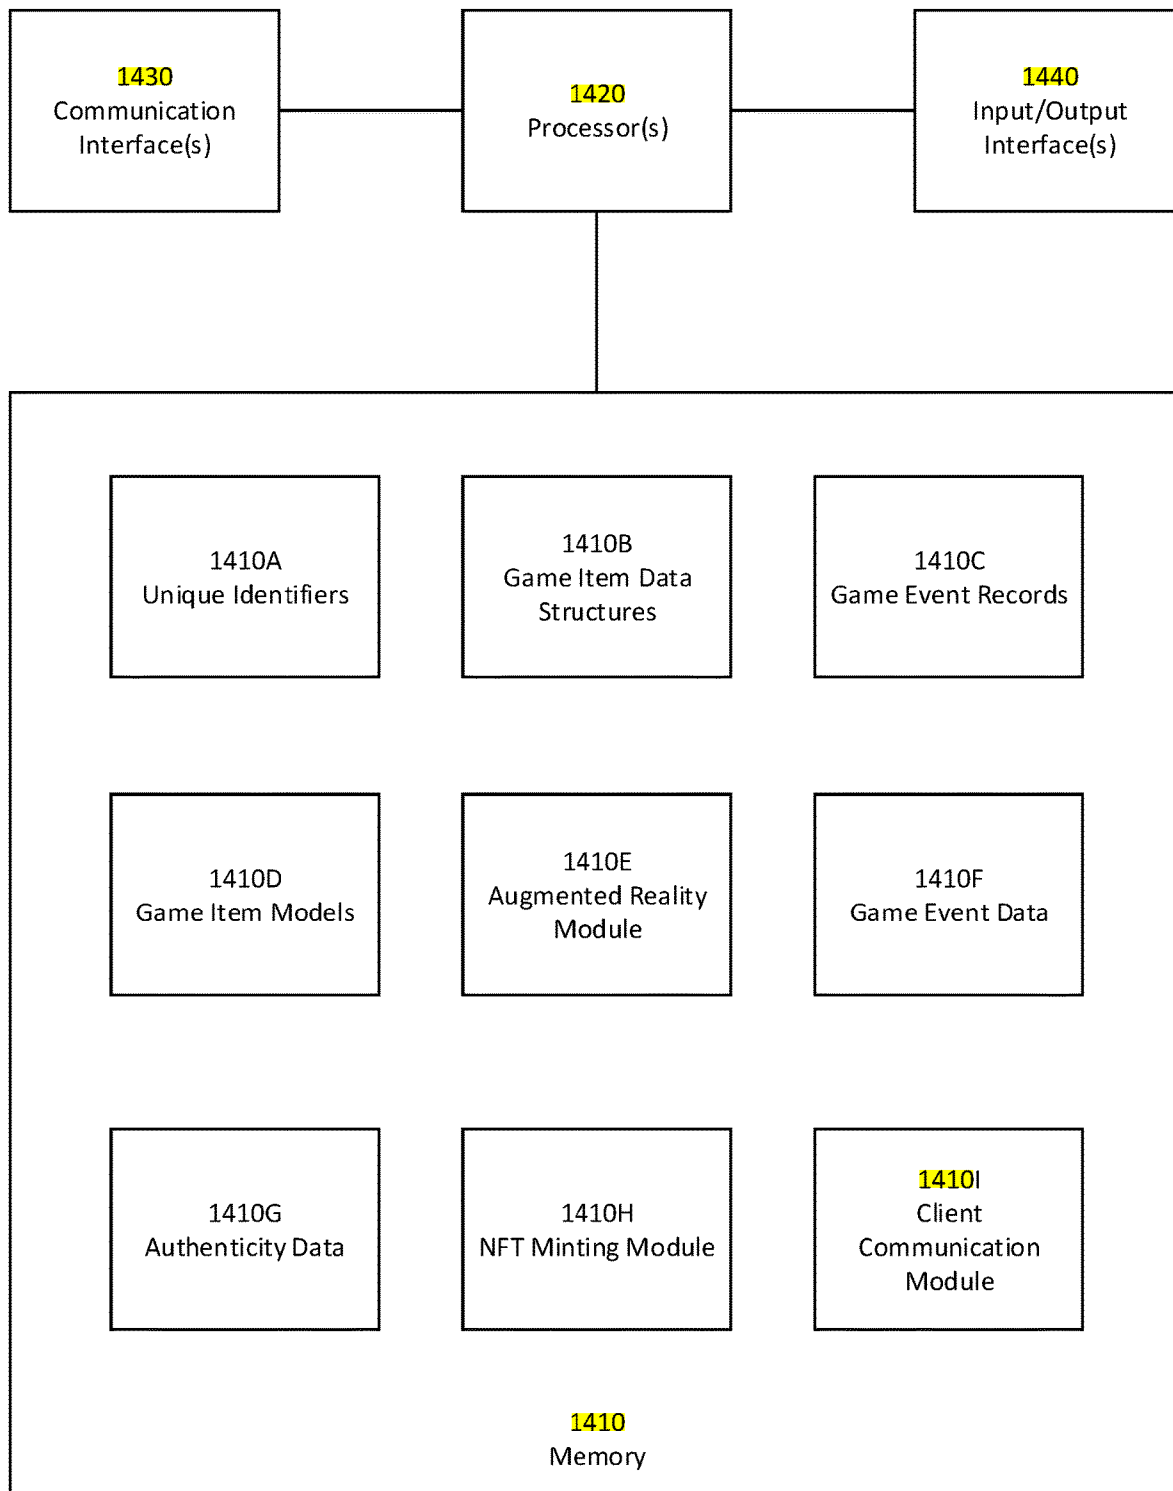 1430
Communication
Interface(s)
1420
Processor(s)
1440
Input/Output
Interface(s)
1410A
Unique Identifiers
1410B
Game Item Data
Structures
1410C
Game Event Records
1410D
Game Item Models
1410E
Augmented Reality
Module
1410F
Game Event Data
1410G
Authenticity Data
1410H
NFT Minting Module
1410I
Client
Communication
Module
1410
Memory